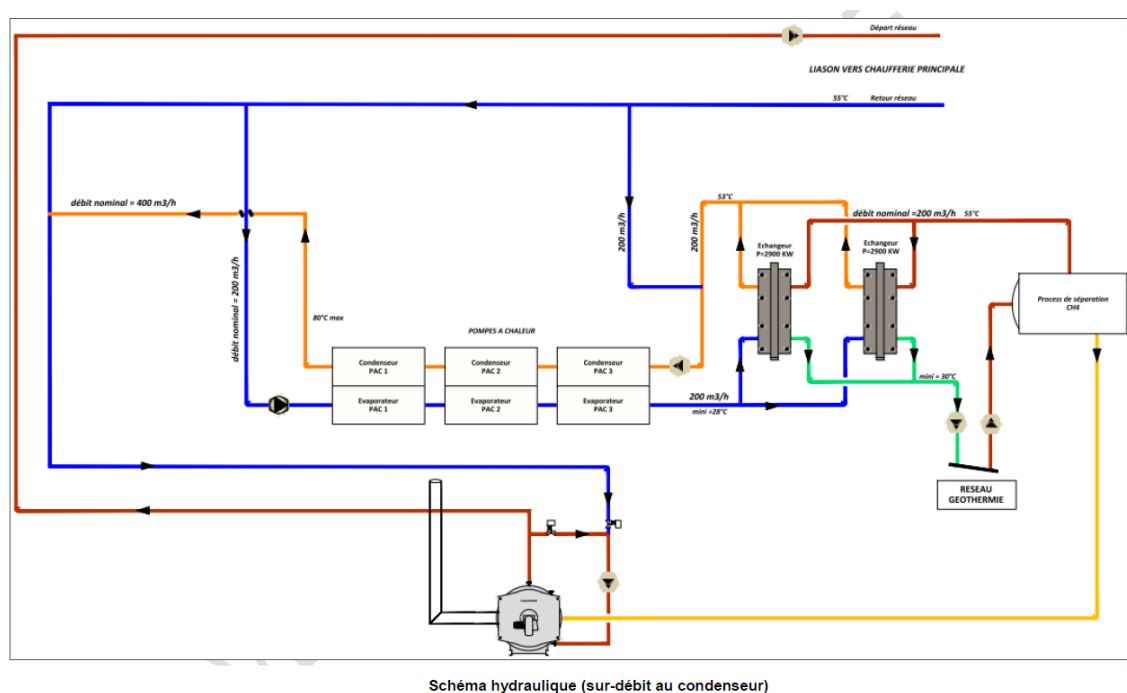 Départ réseau
LIASON VERS CHAUFFERIE PRINCIPALE
55°C Retour réseau
débit nominal = 400 m3/h
débit nominal = 200 m3/h
80°C max
POMPES A CHALEUR
200 m3/h
200 m3/h
53°C
débit nominal =200 m3/h 55°C
Echangeur
P=2900 KW
Echangeur
P=2900 KW
Process de séparation
CH4
Condenseur
PAC 1
Condenseur
PAC 2
Condenseur
PAC 3
Evaporateur
PAC 1
Evaporateur
PAC 2
Evaporateur
PAC 3
200 m3/h
mini =28°C
mini = 30°C
RESEAU
GEOTHERMIE
Schéma hydraulique (sur-débit au condenseur)